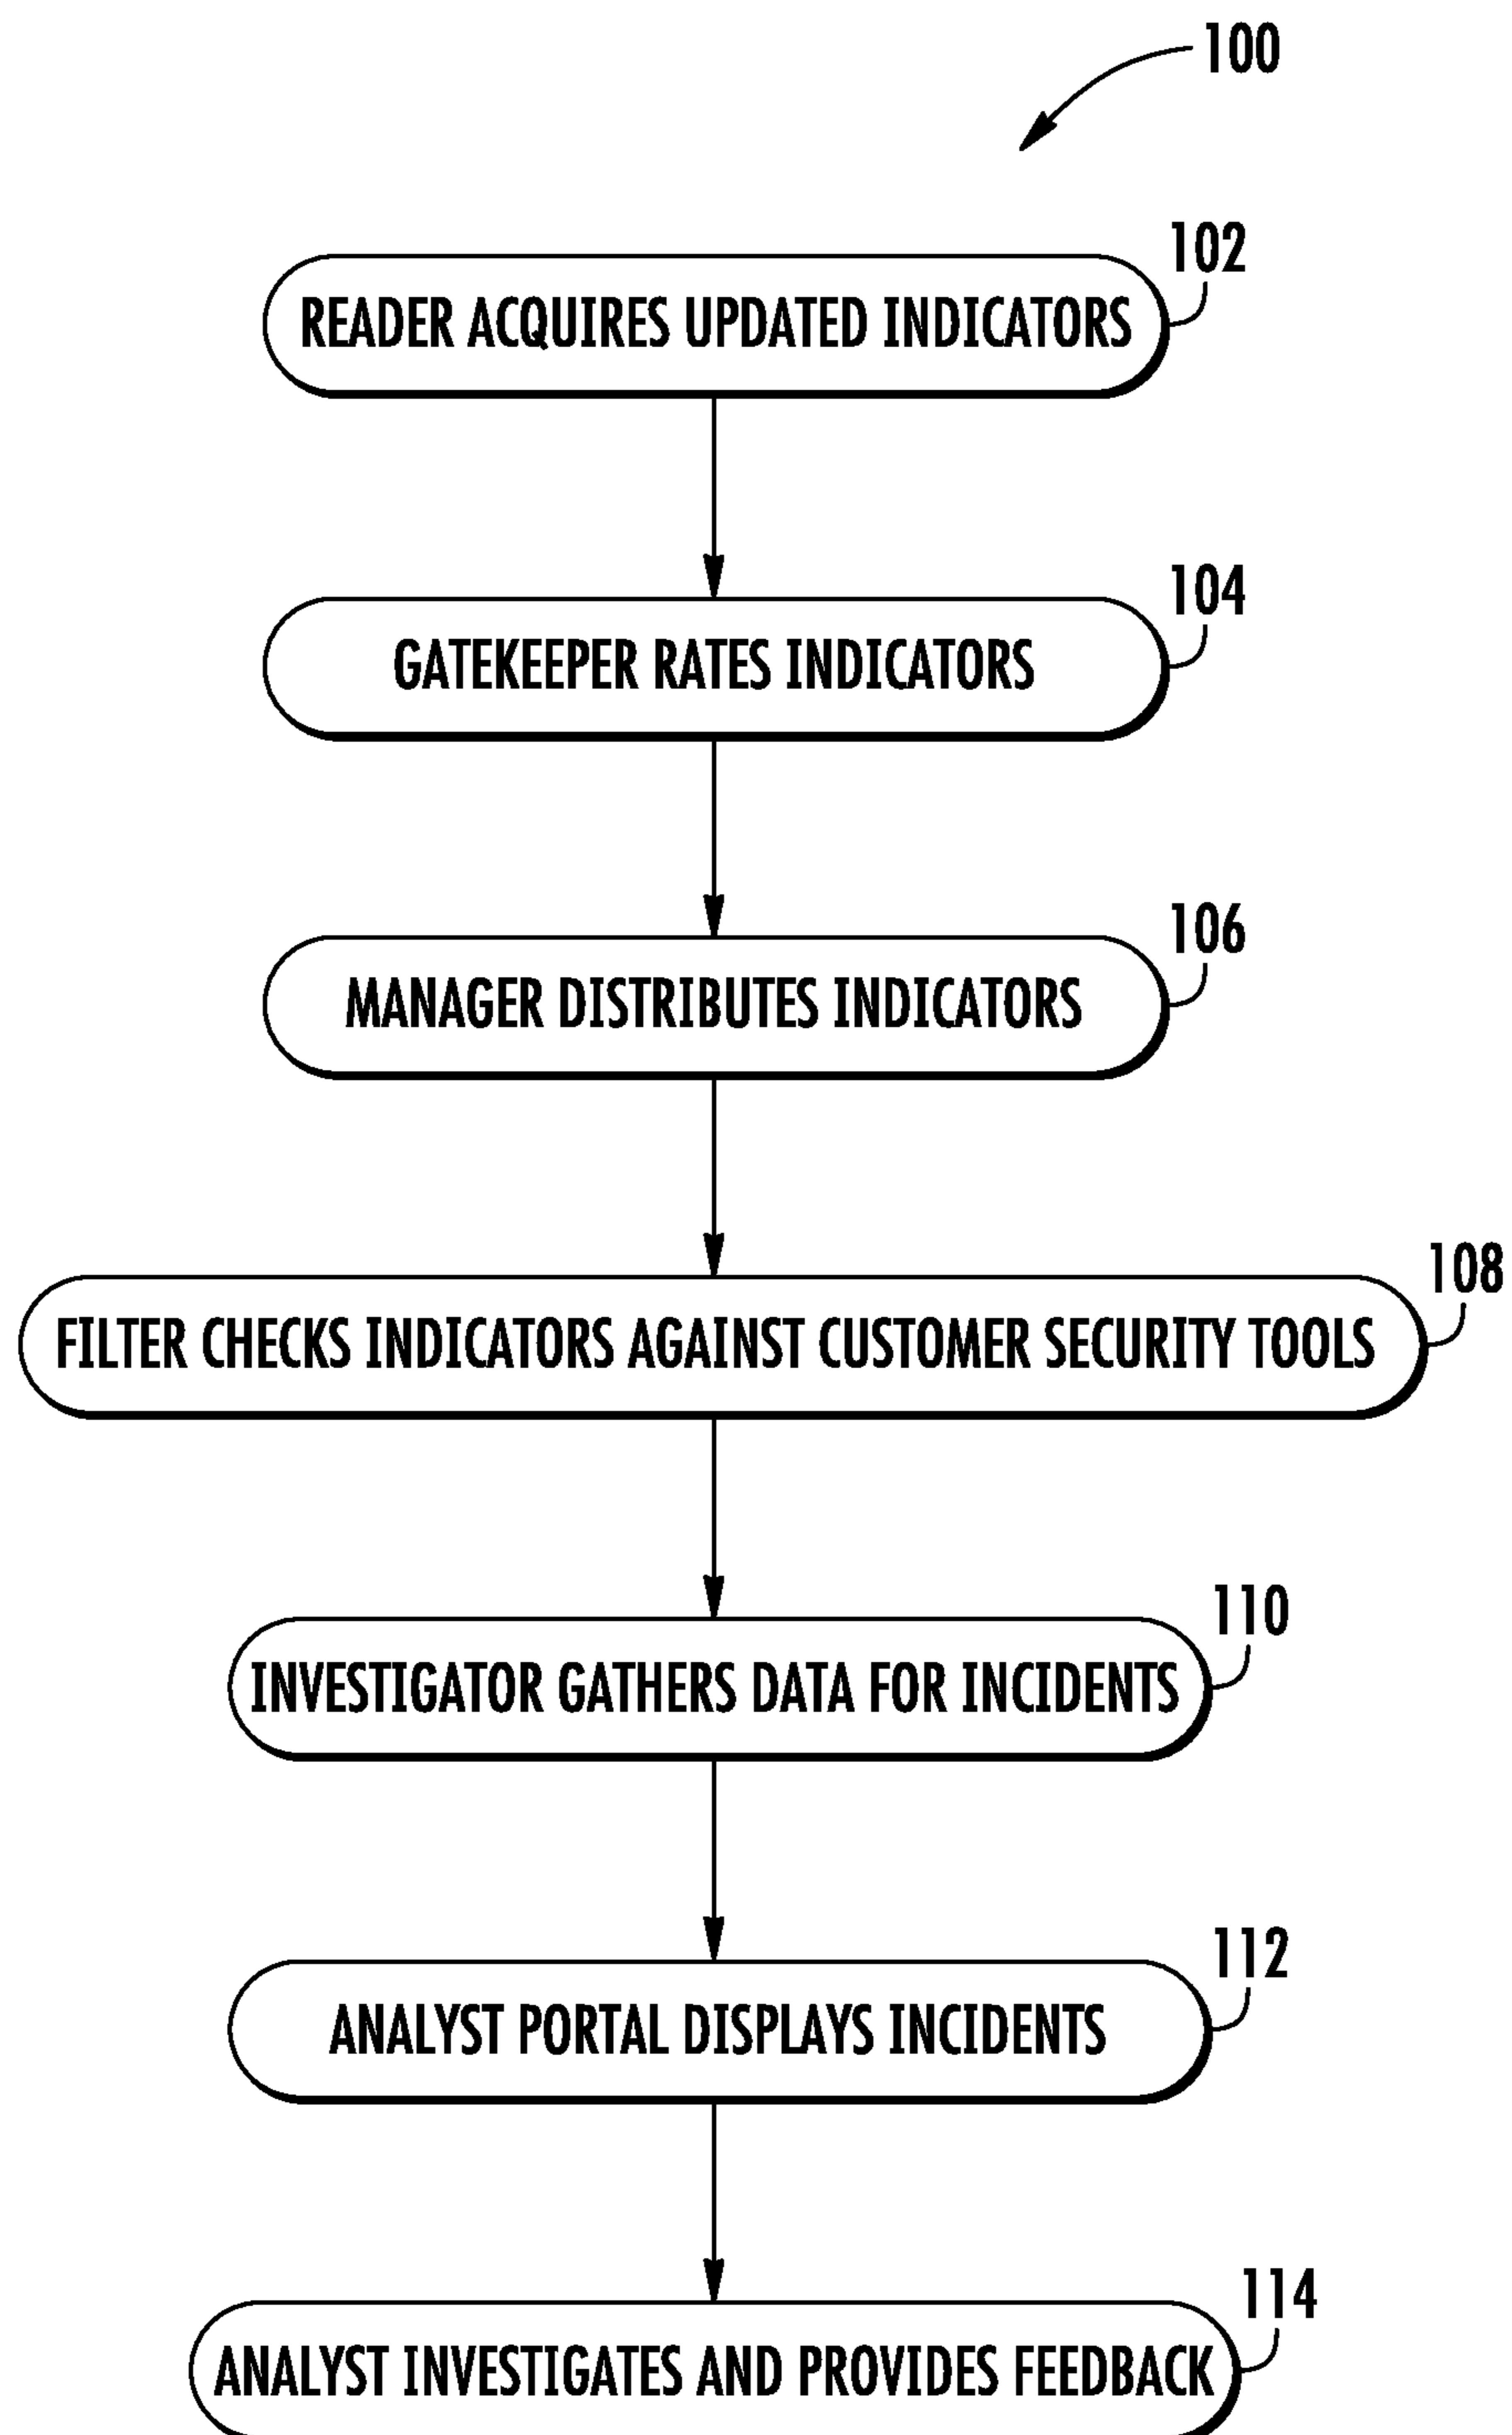 100
102
READER ACQUIRES UPDATED INDICATORS
104
GATEKEEPER RATES INDICATORS
106
MANAGER DISTRIBUTES INDICATORS
108
FILTER CHECKS INDICATORS AGAINST CUSTOMER SECURITY TOOLS
110
INVESTIGATOR GATHERS DATA FOR INCIDENTS
112
ANALYST PORTAL DISPLAYS INCIDENTS
114
ANALYST INVESTIGATES AND PROVIDES FEEDBACK